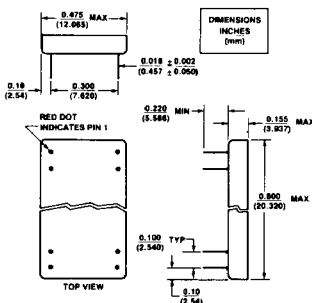 0.475 MAX
(12.065)
DIMENSIONS
INCHES
(mm)
0.018 ± 0.002
(0.457 ± 0.050)
0.10
(2.54)
0.300
(7.620)
RED DOT
INDICATES PIN 1
0.220 MIN
(5.588)
0.155 MAX
(3.937)
0.800 MAX
(20.320)
0.100 TYP
(2.540)
TOP VIEW
0.10
(2.54)